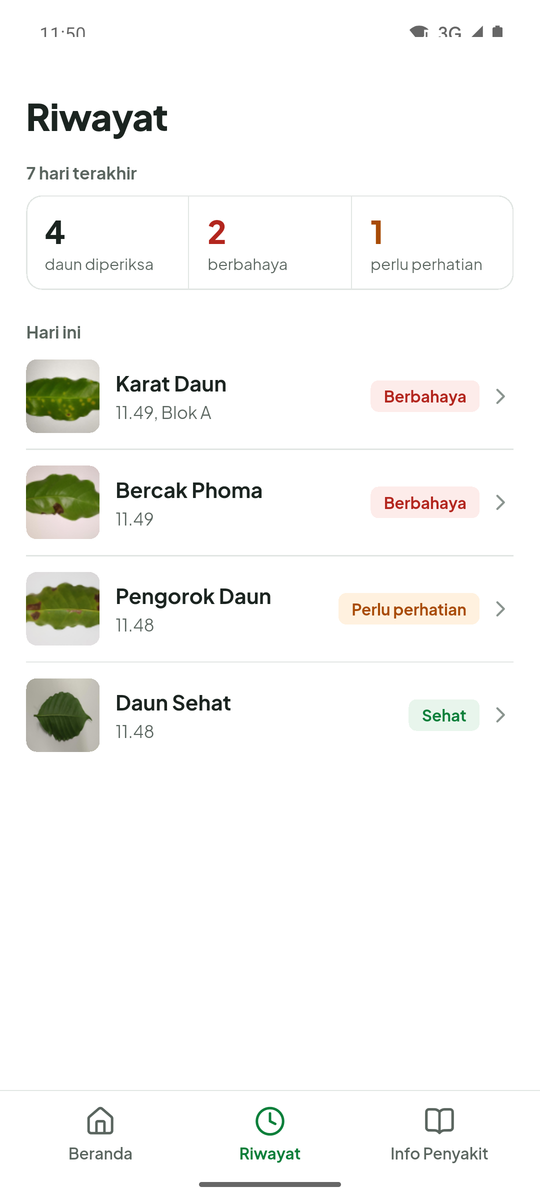 11:50 3G
Riwayat
7 hari terakhir
4 2 1
daun diperiksa berbahaya perlu perhatian
Hari ini
Karat Daun
11.49, Blok A
Berbahaya
Bercak Phoma
11.49
Berbahaya
Pengorok Daun
11.48
Perlu perhatian
Daun Sehat
11.48
Sehat
Beranda Riwayat Info Penyakit